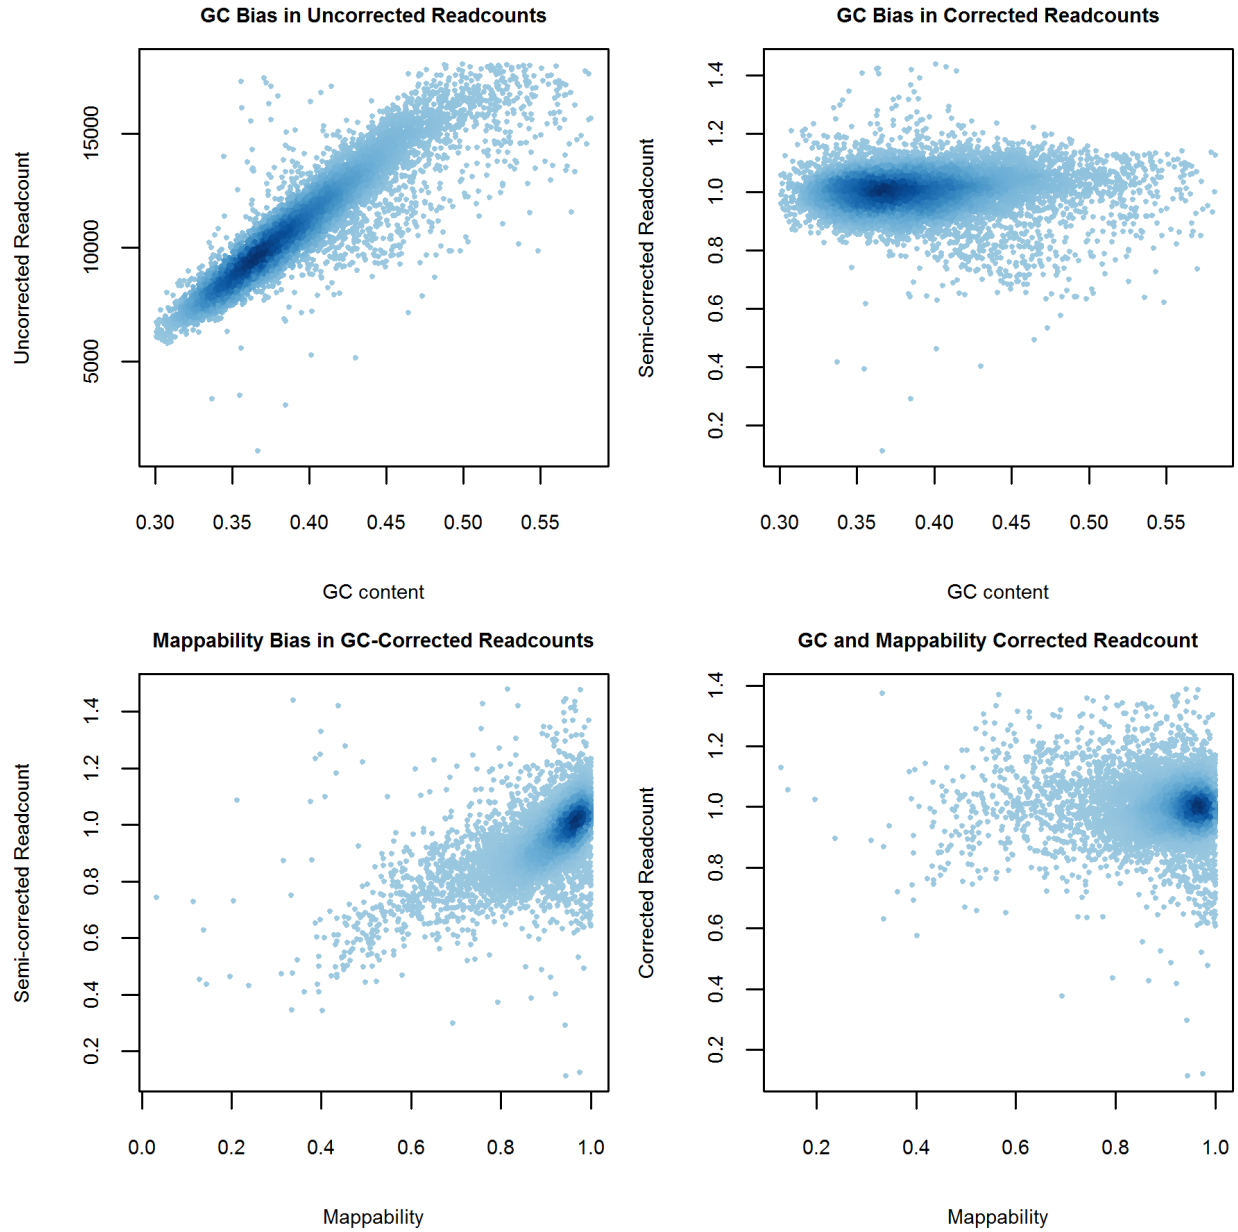 GC Bias in Uncorrected Readcounts
Uncorrected Readcount
15000
10000
5000
0.30 0.35 0.40 0.45 0.50 0.55
GC content
GC Bias in Corrected Readcounts
Semi-corrected Readcount
1.4
1.2
1.0
0.8
0.6
0.4
0.2
0.30 0.35 0.40 0.45 0.50 0.55
GC content
Mappability Bias in GC-Corrected Readcounts
Semi-corrected Readcount
1.4
1.2
1.0
0.8
0.6
0.4
0.2
0.0 0.2 0.4 0.6 0.8 1.0
Mappability
GC and Mappability Corrected Readcount
Corrected Readcount
1.4
1.2
1.0
0.8
0.6
0.4
0.2
0.2 0.4 0.6 0.8 1.0
Mappability